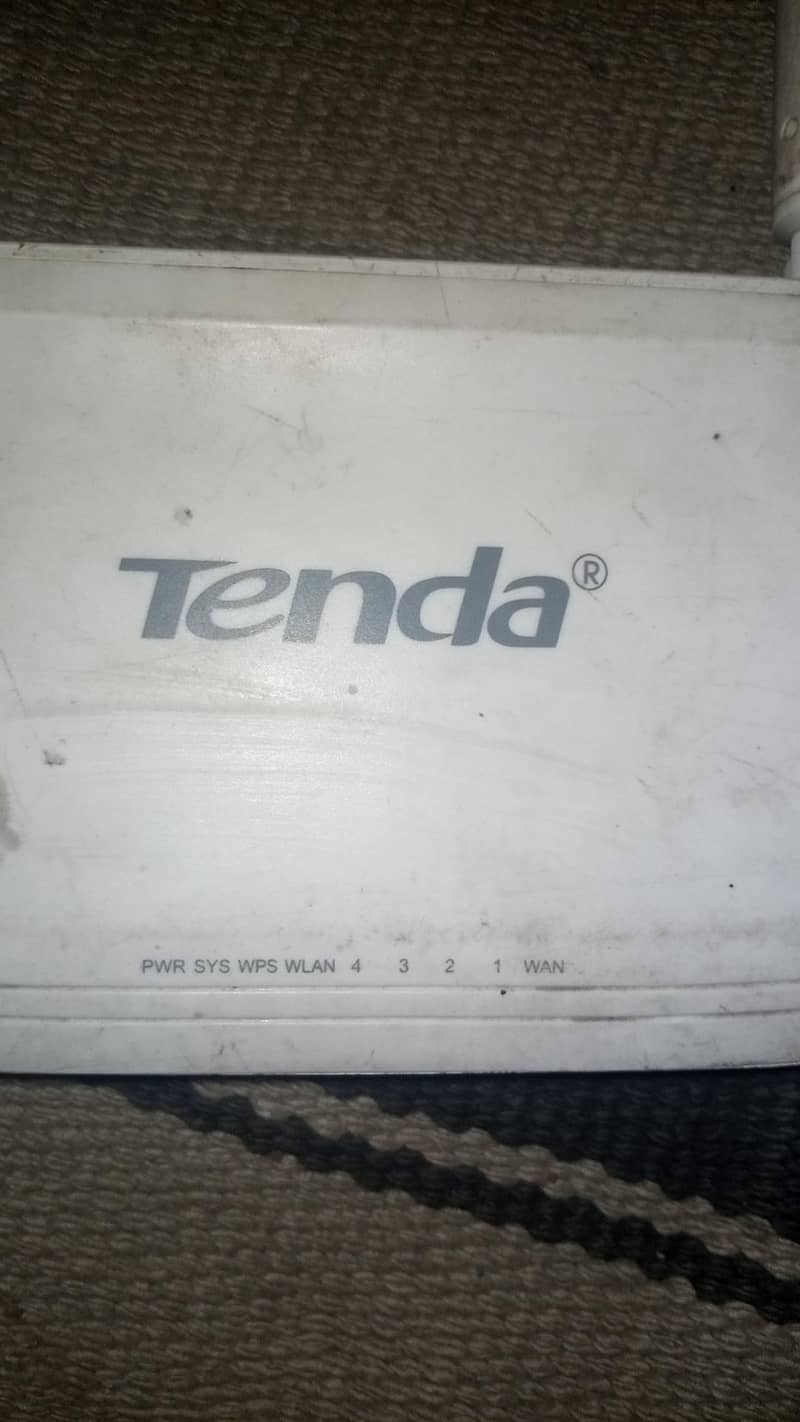 Tenda®
PWR SYS WPS WLAN 4 3 2 1 WAN